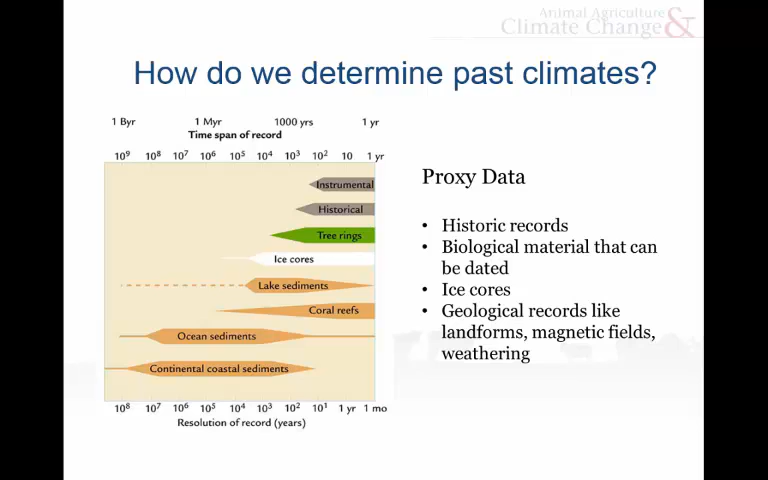 Animal Agriculture
Climate Change &
How do we determine past climates?
1 Byr 1 Myr 1000 yrs 1 yr
Time span of record
10⁹ 10⁸ 10⁷ 10⁶ 10⁵ 10⁴ 10³ 10² 10 1 yr
Instrumental
Historical
Tree rings
Ice cores
Lake sediments
Coral reefs
Ocean sediments
Continental coastal sediments
10⁸ 10⁷ 10⁶ 10⁵ 10⁴ 10³ 10² 10¹ 1 yr 1 mo
Resolution of record (years)
Proxy Data
• Historic records
• Biological material that can
be dated
• Ice cores
• Geological records like
landforms, magnetic fields,
weathering